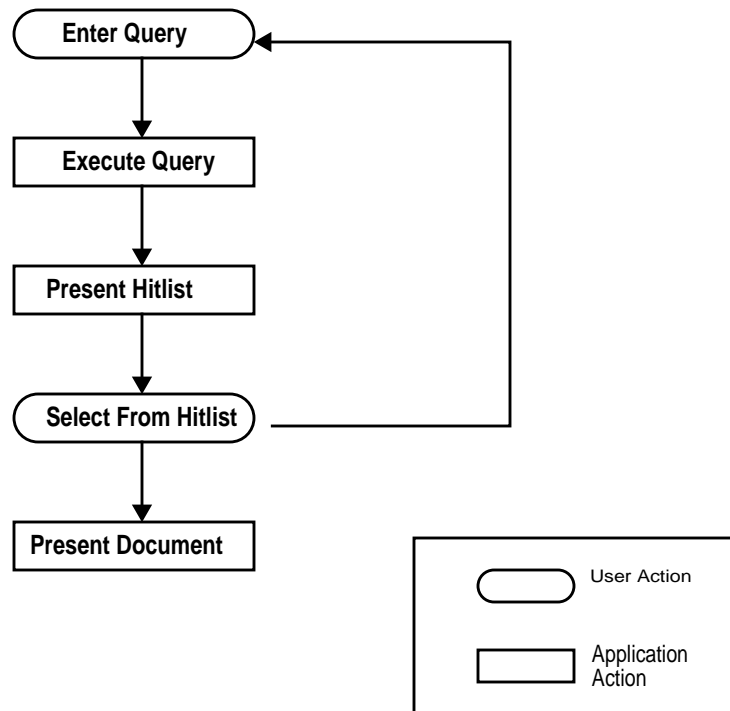 Enter Query
Execute Query
Present Hitlist
Select From Hitlist
Present Document
User Action
Application
Action